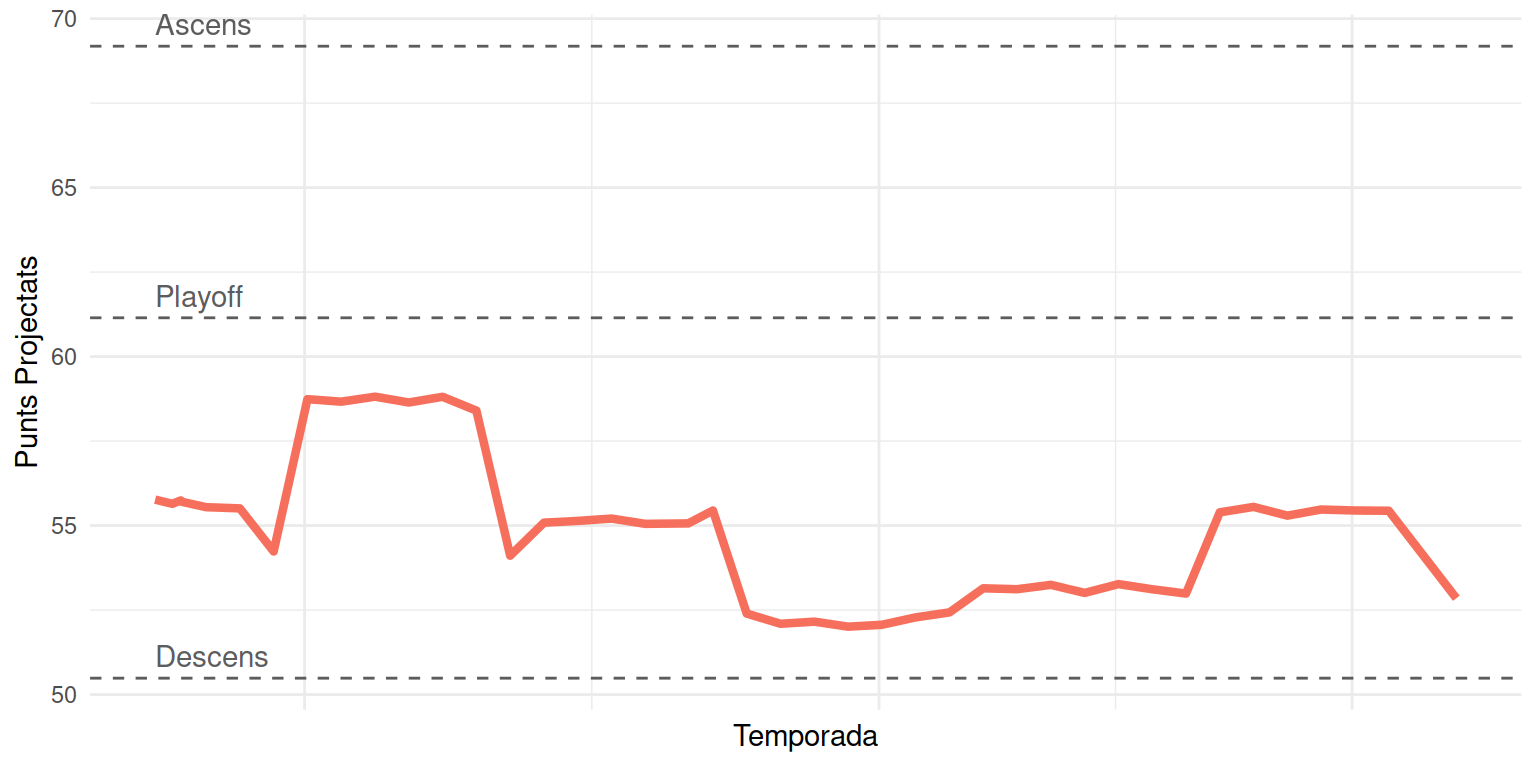 70
Ascens
65
Playoff
60
Punts Projectats
55
Descens
50
Temporada